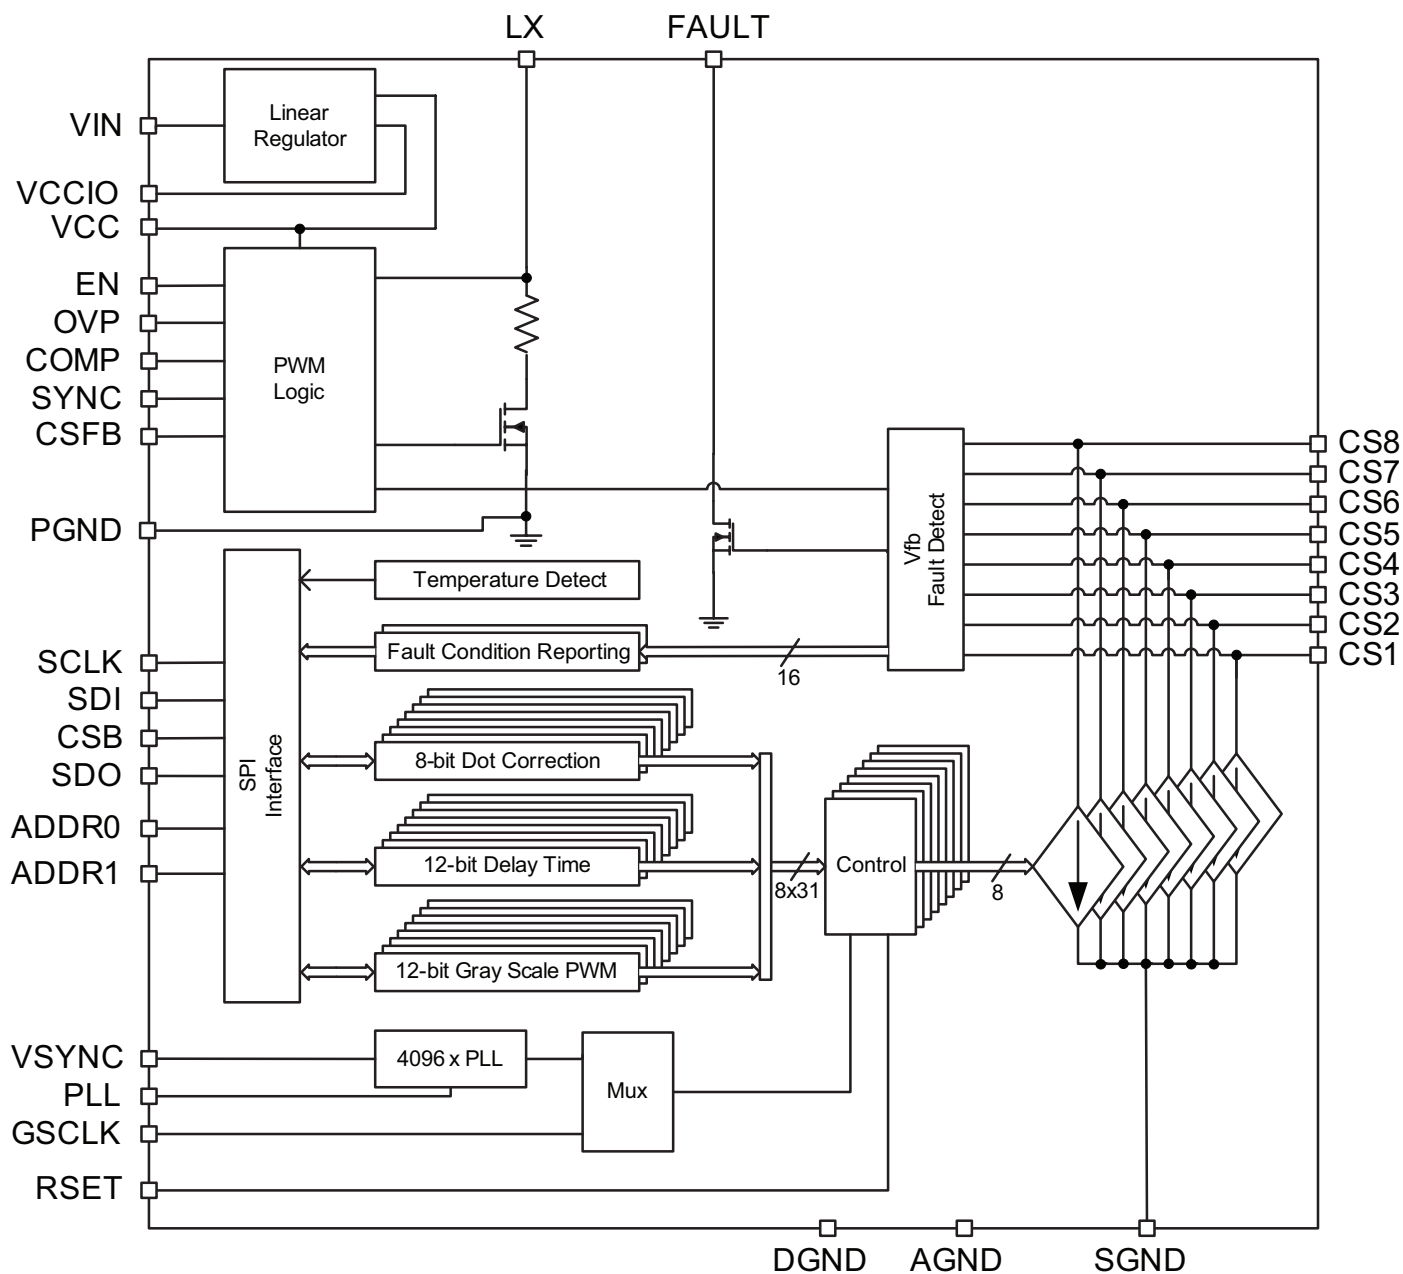 LX
FAULT
VIN
Linear
Regulator
VCCIO
VCC
EN
OVP
COMP
SYNC
CSFB
PWM
Logic
PGND
Vfb
Fault Detect
CS8
CS7
CS6
CS5
CS4
CS3
CS2
CS1
Temperature Detect
Fault Condition Reporting
16
SCLK
SDI
CSB
SDO
ADDR0
ADDR1
SPI
Interface
8-bit Dot Correction
12-bit Delay Time
12-bit Gray Scale PWM
8x31
Control
8
VSYNC
PLL
GSCLK
4096 x PLL
Mux
RSET
DGND
AGND
SGND